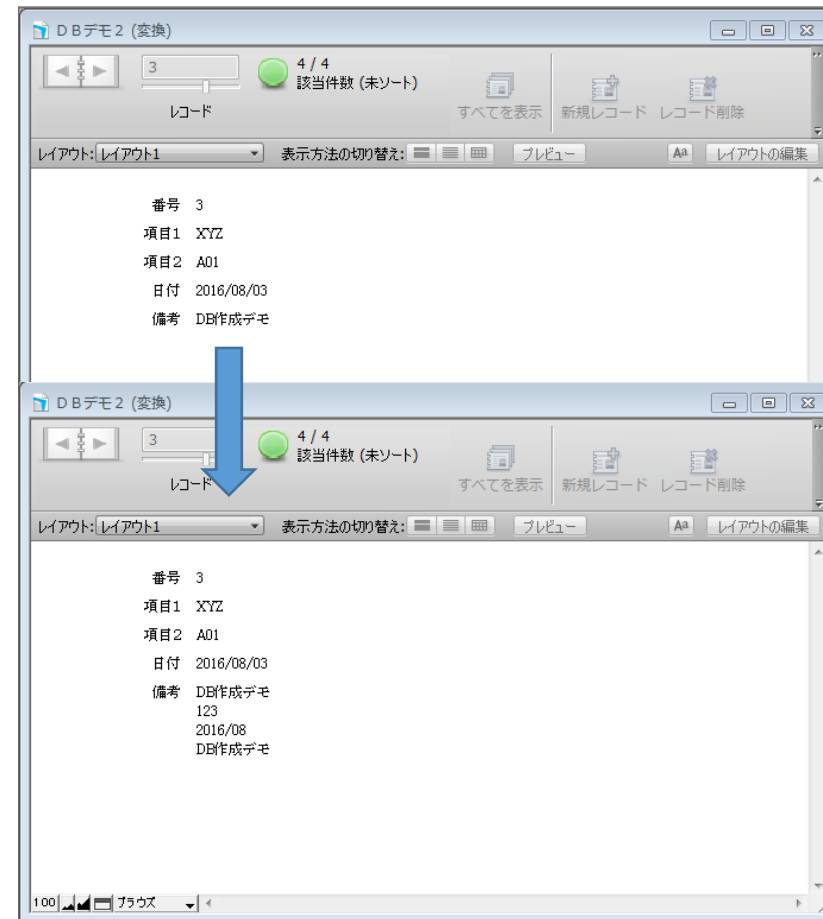 DBデモ2 (変換)
3
4 / 4
該当件数 (未ソート)
レコード
すべてを表示
新規レコード
レコード削除
レイアウト: レイアウト1
表示方法の切り替え:
プレビュー
Aa
レイアウトの編集
番号 3
項目1 XYZ
項目2 A01
日付 2016/08/03
備考 DB作成デモ
DBデモ2 (変換)
3
4 / 4
該当件数 (未ソート)
レコード
すべてを表示
新規レコード
レコード削除
レイアウト: レイアウト1
表示方法の切り替え:
プレビュー
Aa
レイアウトの編集
番号 3
項目1 XYZ
項目2 A01
日付 2016/08/03
備考 DB作成デモ
123
2016/08
DB作成デモ
100
ブラウズ